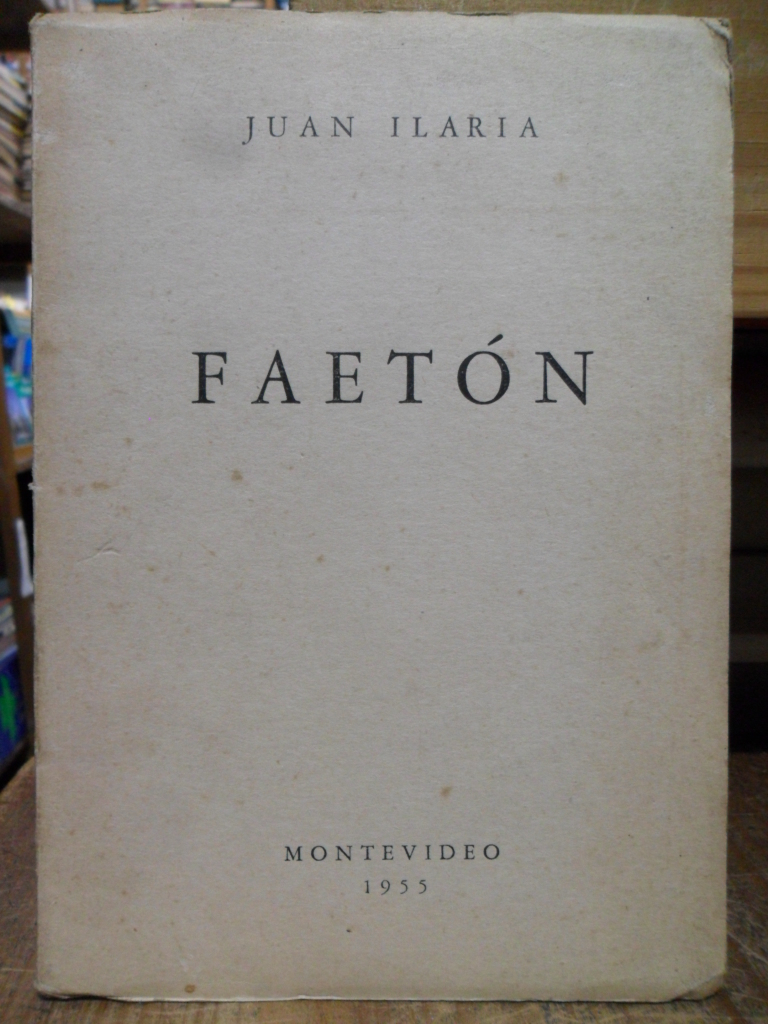 JUAN ILARIA
FAETÓN
MONTEVIDEO
1955